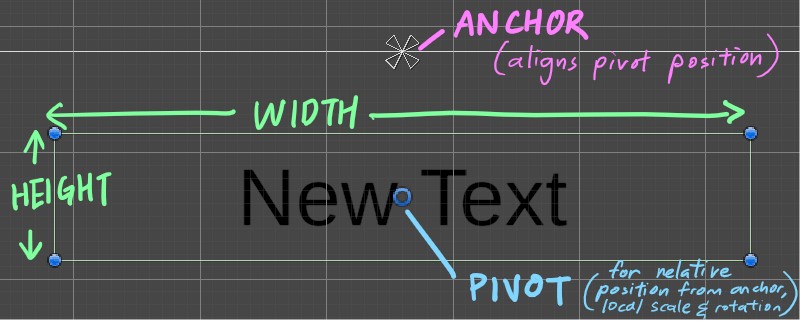 ANCHOR
(aligns pivot position)
WIDTH
HEIGHT
New Text
PIVOT (for relative
position from anchor,
local scale & rotation)